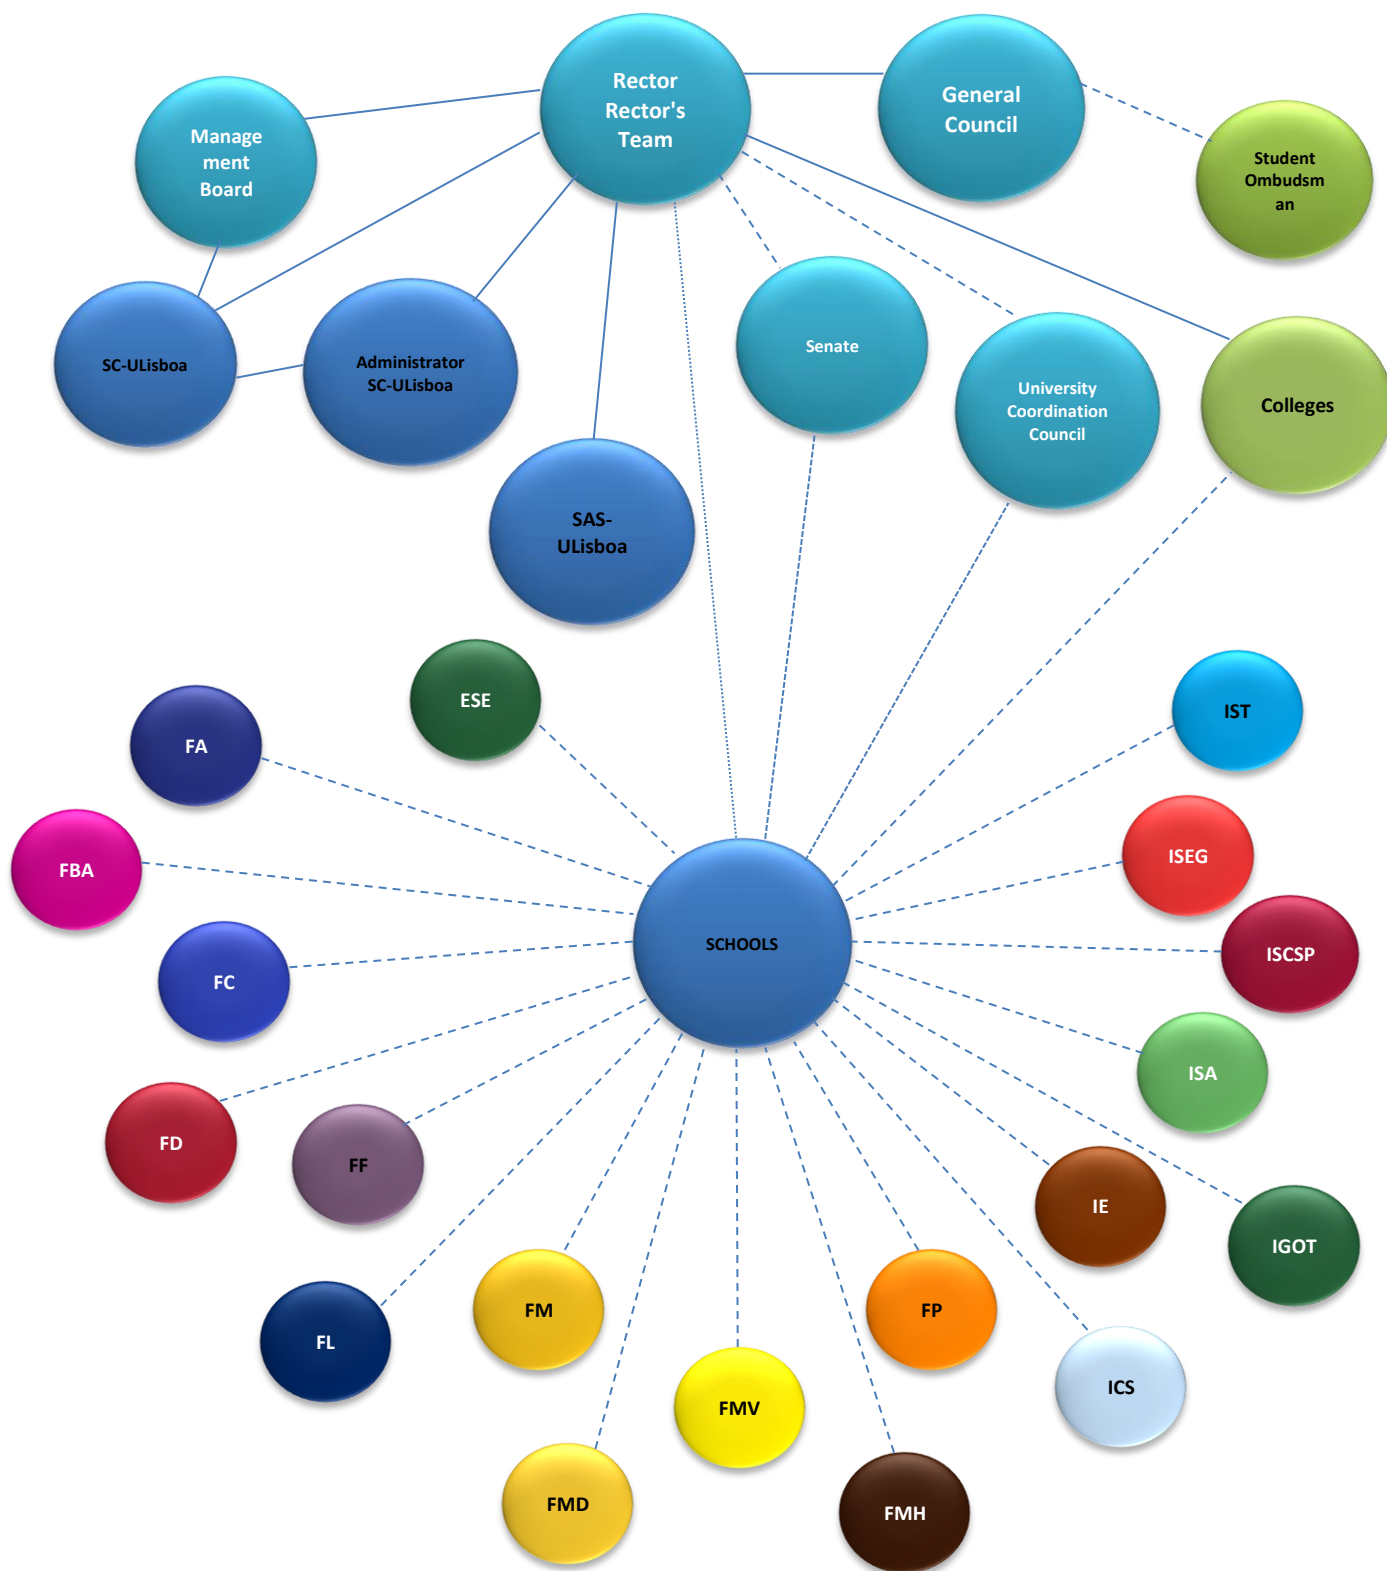 Rector
Rector's
Team
General
Council
Manage
ment
Board
Student
Ombudsm
an
SC-ULisboa
Administrator
SC-ULisboa
Senate
University
Coordination
Council
Colleges
SAS-
ULisboa
ESE
IST
FA
ISEG
FBA
SCHOOLS
ISCSP
FC
ISA
FD
FF
IE
IGOT
FM
FP
FL
ICS
FMV
FMD
FMH